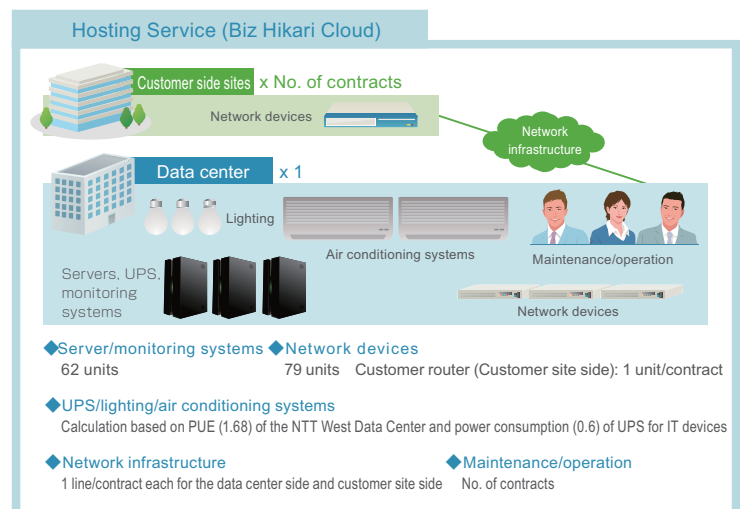 Hosting Service (Biz Hikari Cloud)
Customer side sites x No. of contracts
Network devices
Network
infrastructure
Data center x 1
Lighting
Air conditioning systems
Maintenance/operation
Servers, UPS,
monitoring
systems
Network devices
◆Server/monitoring systems ◆Network devices
62 units 79 units Customer router (Customer site side): 1 unit/contract
◆UPS/lighting/air conditioning systems
Calculation based on PUE (1.68) of the NTT West Data Center and power consumption (0.6) of UPS for IT devices
◆Network infrastructure ◆Maintenance/operation
1 line/contract each for the data center side and customer site side No. of contracts